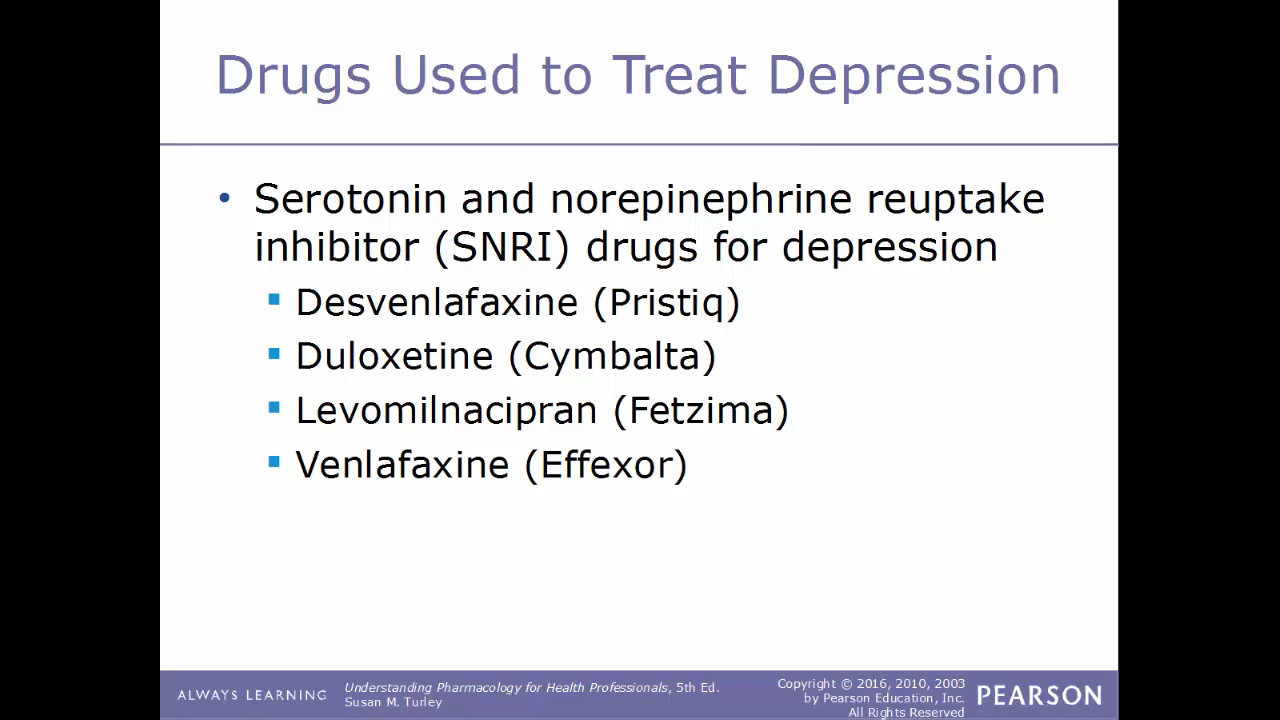 Drugs Used to Treat Depression
• Serotonin and norepinephrine reuptake
inhibitor (SNRI) drugs for depression
▪ Desvenlafaxine (Pristiq)
▪ Duloxetine (Cymbalta)
▪ Levomilnacipran (Fetzima)
▪ Venlafaxine (Effexor)
ALWAYS LEARNING
Understanding Pharmacology for Health Professionals, 5th Ed.
Susan M. Turley
Copyright © 2016, 2010, 2003
by Pearson Education, Inc.
All Rights Reserved
PEARSON